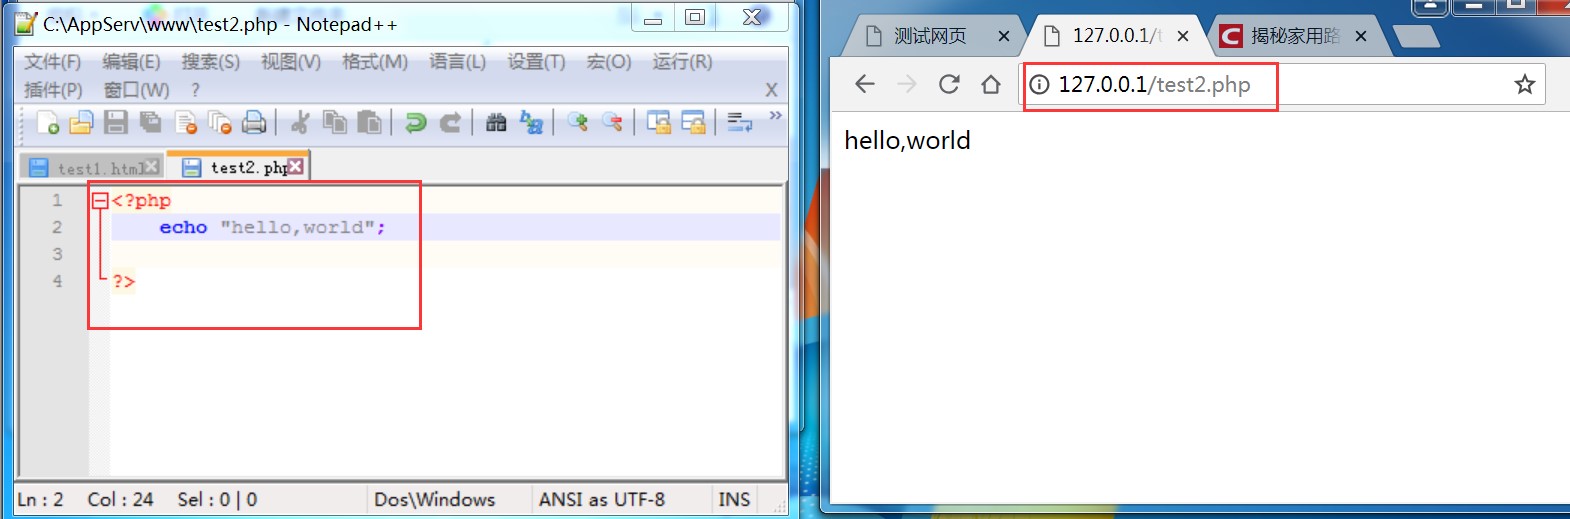 C:\AppServ\www\test2.php - Notepad++
文件(F) 编辑(E) 搜索(S) 视图(V) 格式(M) 语言(L) 设置(T) 宏(O) 运行(R)
插件(P) 窗口(W) ? X
test1.html test2.php
1 <?php
2 echo "hello,world";
3
4 ?>
Ln : 2 Col : 24 Sel : 0 | 0 Dos\Windows ANSI as UTF-8 INS
测试网页 127.0.0.1/t 揭秘家用路
127.0.0.1/test2.php
hello,world